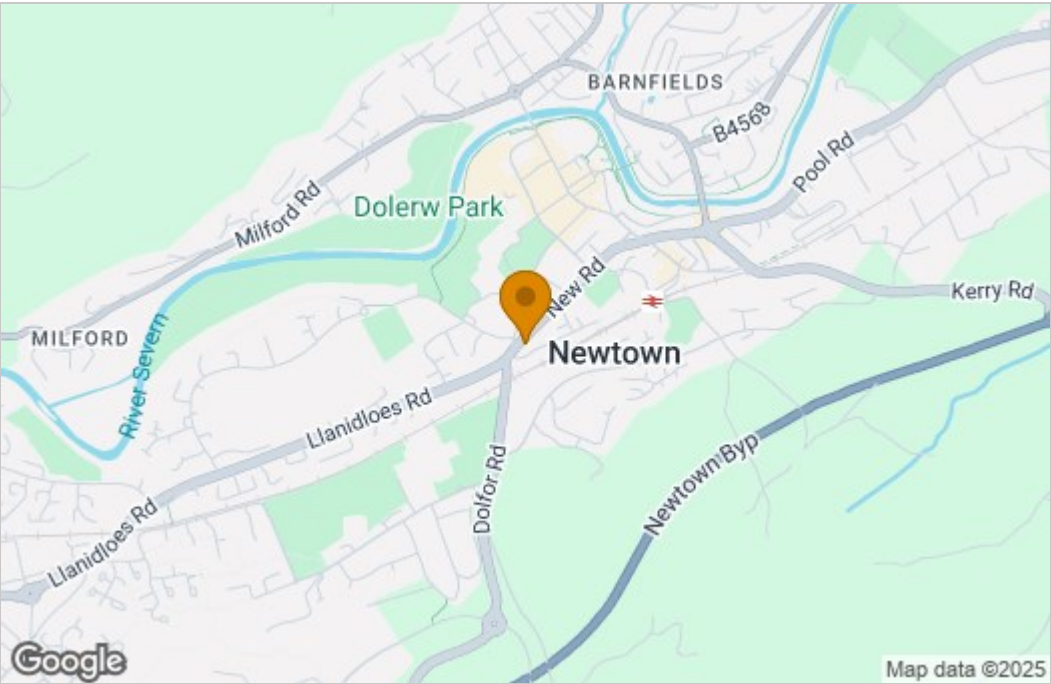 BARNFIELDS
B4568
Pool Rd
Dolerw Park
Milford Rd
New Rd
Kerry Rd
MILFORD
River Severn
Newtown
Llanidloes Rd
Dolfor Rd
Newtown Byp
Llanidloes Rd
Google
Map data ©2025